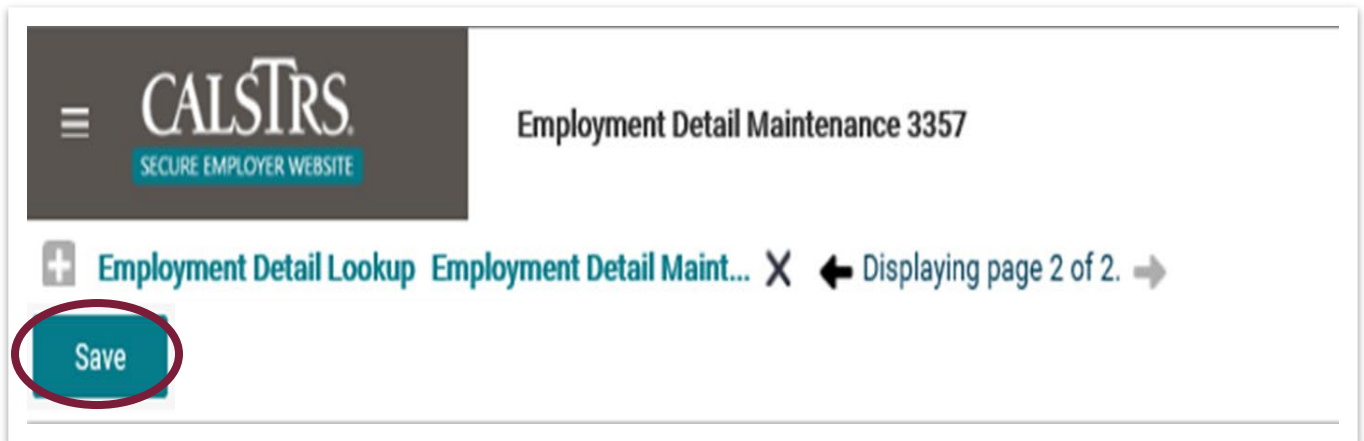 CALSTRS.
SECURE EMPLOYER WEBSITE
Employment Detail Maintenance 3357
Employment Detail Lookup Employment Detail Maint... X Displaying page 2 of 2.
Save